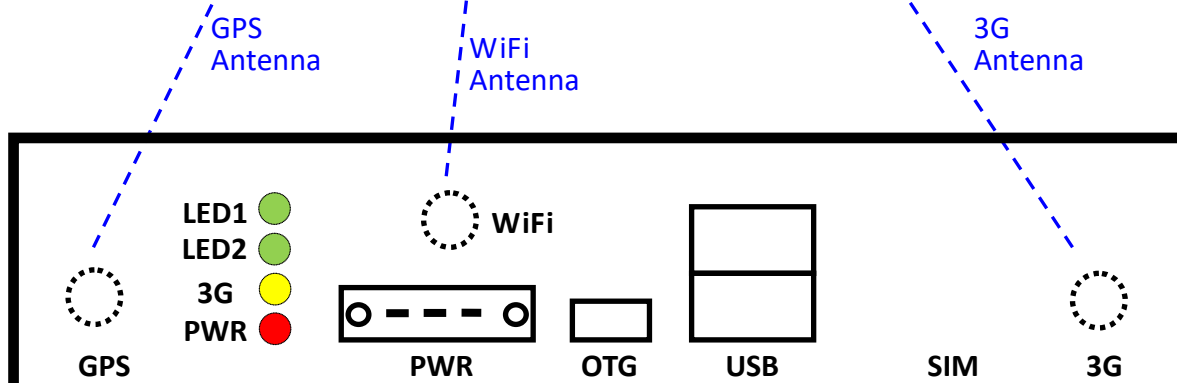 GPS
Antenna
WiFi
Antenna
3G
Antenna
LED1
LED2
3G
PWR
WiFi
GPS
PWR
OTG
USB
SIM
3G